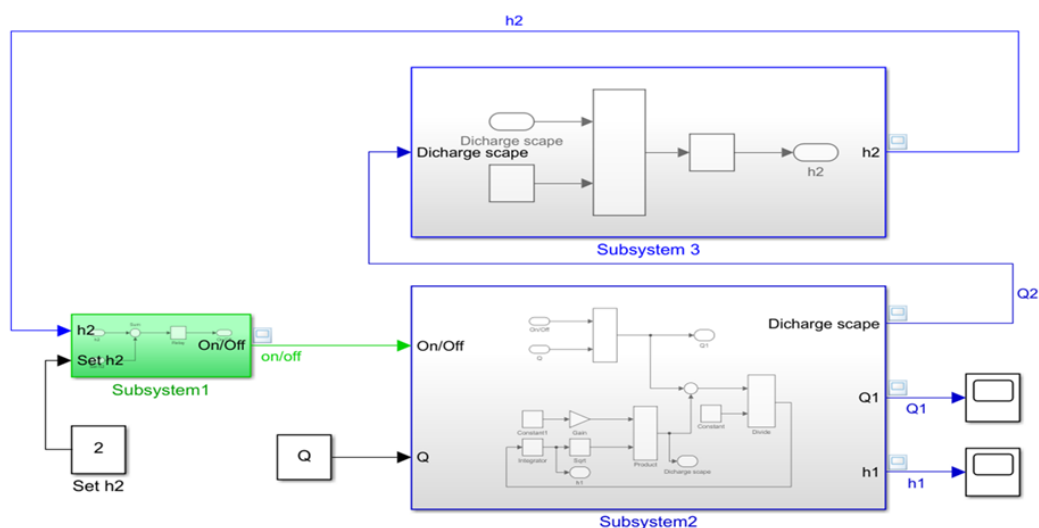 h2
Dicharge scape
Dicharge scape
h2
h2
Subsystem 3
Q2
h2
Set h2
Sum
Relay
On/Off
on/off
Subsystem1
2
Set h2
Q
On/Off
Q
On/Off
Q
Q1
Constant1
Gain
Integrator
Sqrt
h1
Product
Dicharge scape
Constant
Divide
Dicharge scape
Q1
Q1
h1
h1
Subsystem2